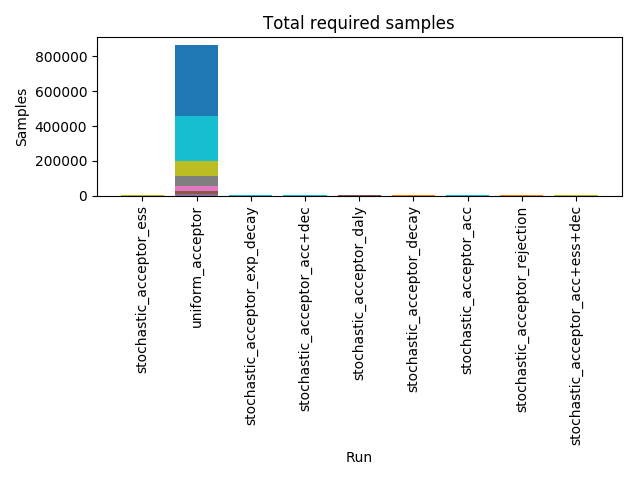 Total required samples
Samples
800000
600000
400000
200000
0
stochastic_acceptor_ess
uniform_acceptor
stochastic_acceptor_exp_decay
stochastic_acceptor_acc+dec
stochastic_acceptor_daly
stochastic_acceptor_decay
stochastic_acceptor_acc
stochastic_acceptor_rejection
stochastic_acceptor_acc+ess+dec
Run